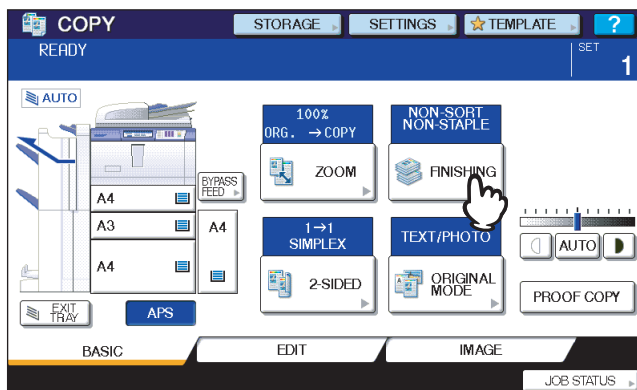 COPY
STORAGE
SETTINGS
TEMPLATE
?
READY
SET
1
AUTO
100%
ORG. → COPY
ZOOM
NON-SORT
NON-STAPLE
FINISHING
BYPASS
FEED
A4
A3
A4
A4
1→1
SIMPLEX
2-SIDED
TEXT/PHOTO
ORIGINAL
MODE
AUTO
PROOF COPY
EXIT
TRAY
APS
BASIC
EDIT
IMAGE
JOB STATUS